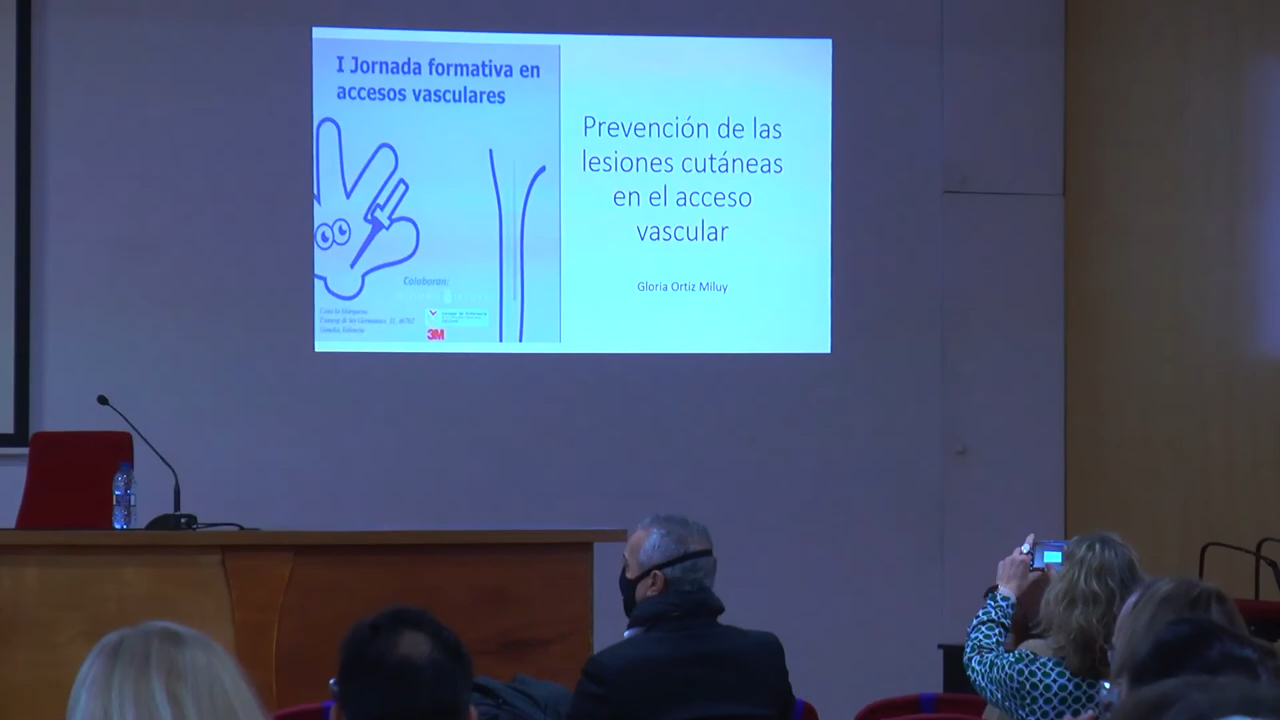 I Jornada formativa en
accesos vasculares
Prevención de las
lesiones cutáneas
en el acceso
vascular
Gloria Ortiz Miluy
Colaboran:
3M